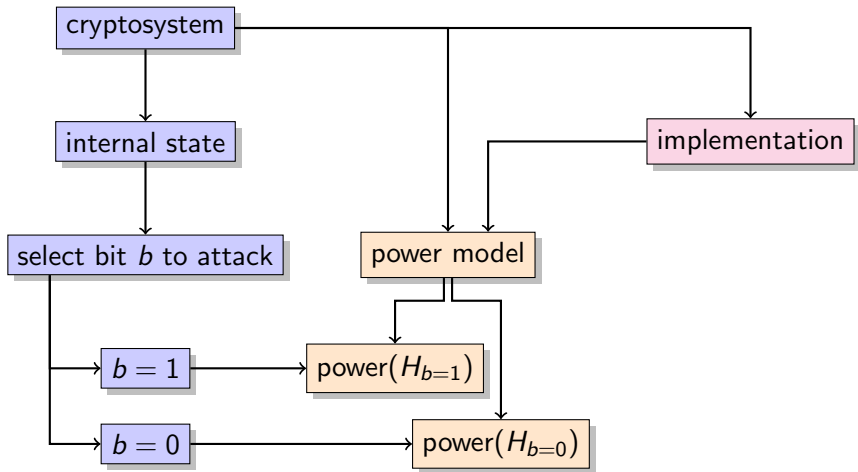 cryptosystem
internal state
implementation
select bit b to attack
power model
b = 1
power(H_{b=1})
b = 0
power(H_{b=0})